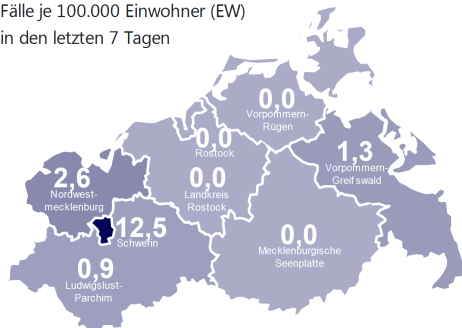 Fälle je 100.000 Einwohner (EW)
in den letzten 7 Tagen
0,0
Vorpommern-
Rügen
0,0
Rostock
1,3
Vorpommern-
Greifswald
2,6
Nordwest-
mecklenburg
0,0
Landkreis
Rostock
12,5
Schwerin
0,0
Mecklenburgische
Seenplatte
0,9
Ludwigslust-
Parchim